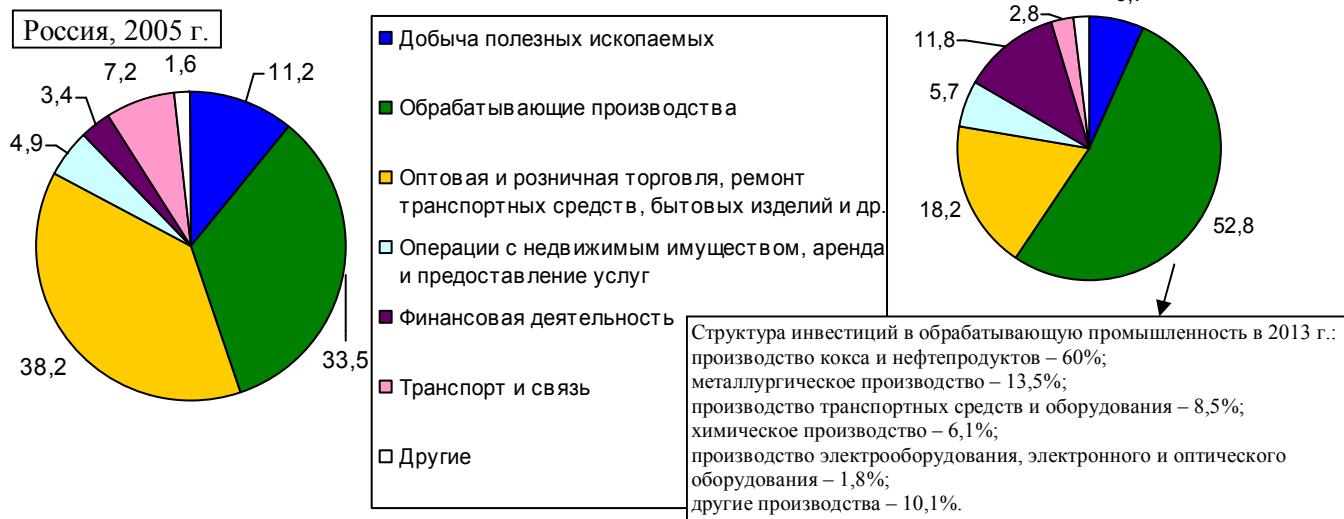 Россия, 2005 г.
1,6
7,2
11,2
3,4
4,9
38,2
33,5
Добыча полезных ископаемых
Обрабатывающие производства
Оптовая и розничная торговля, ремонт
транспортных средств, бытовых изделий и др.
Операции с недвижимым имуществом, аренда
и предоставление услуг
Финансовая деятельность
Транспорт и связь
Другие
2,8
11,8
5,7
18,2
52,8
Структура инвестиций в обрабатывающую промышленность в 2013 г.:
производство кокса и нефтепродуктов – 60%;
металлургическое производство – 13,5%;
производство транспортных средств и оборудования – 8,5%;
химическое производство – 6,1%;
производство электрооборудования, электронного и оптического
оборудования – 1,8%;
другие производства – 10,1%.